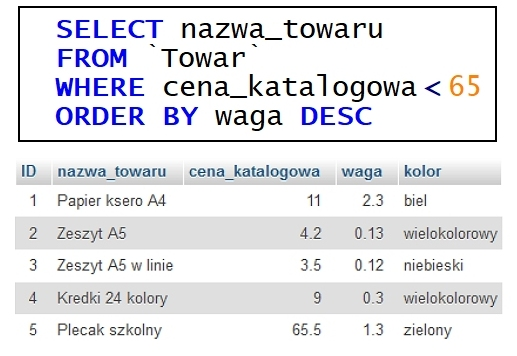 SELECT nazwa_towaru
FROM `Towar`
WHERE cena_katalogowa < 65
ORDER BY waga DESC
ID nazwa_towaru cena_katalogowa waga kolor
1 Papier ksero A4 11 2.3 biel
2 Zeszyt A5 4.2 0.13 wielokolorowy
3 Zeszyt A5 w linie 3.5 0.12 niebieski
4 Kredki 24 kolory 9 0.3 wielokolorowy
5 Plecak szkolny 65.5 1.3 zielony